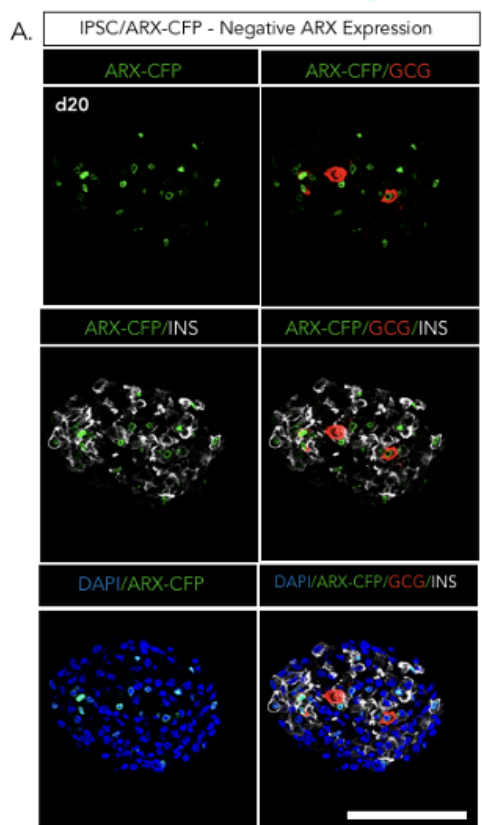 A.
IPSC/ARX-CFP - Negative ARX Expression
ARX-CFP
ARX-CFP/GCG
d20
ARX-CFP/INS
ARX-CFP/GCG/INS
DAPI/ARX-CFP
DAPI/ARX-CFP/GCG/INS